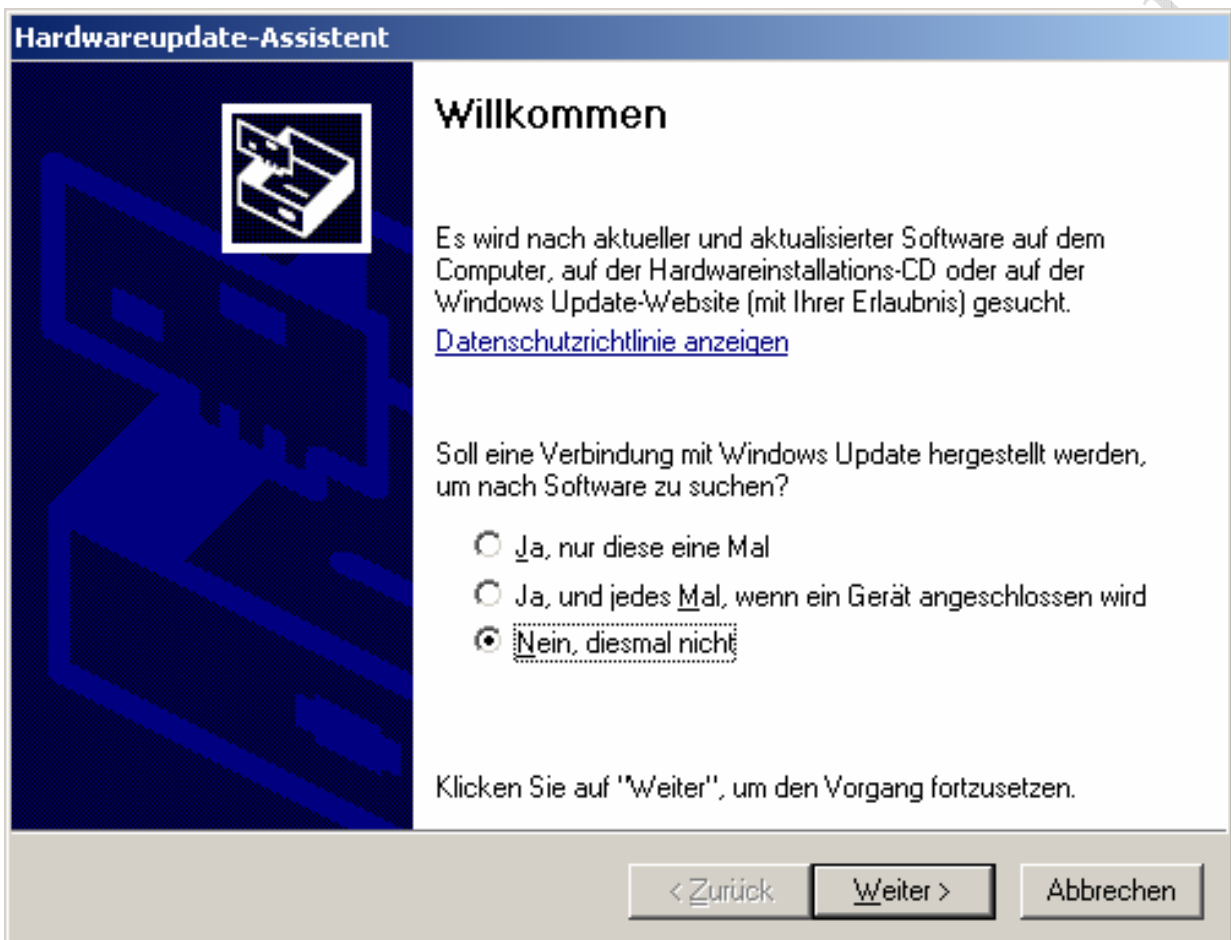 Hardwareupdate-Assistent
Willkommen
Es wird nach aktueller und aktualisierter Software auf dem
Computer, auf der Hardwareinstallations-CD oder auf der
Windows Update-Website (mit Ihrer Erlaubnis) gesucht.
Datenschutzrichtlinie anzeigen
Soll eine Verbindung mit Windows Update hergestellt werden,
um nach Software zu suchen?
Ja, nur diese eine Mal
Ja, und jedes Mal, wenn ein Gerät angeschlossen wird
Nein, diesmal nicht
Klicken Sie auf "Weiter", um den Vorgang fortzusetzen.
< Zurück
Weiter >
Abbrechen